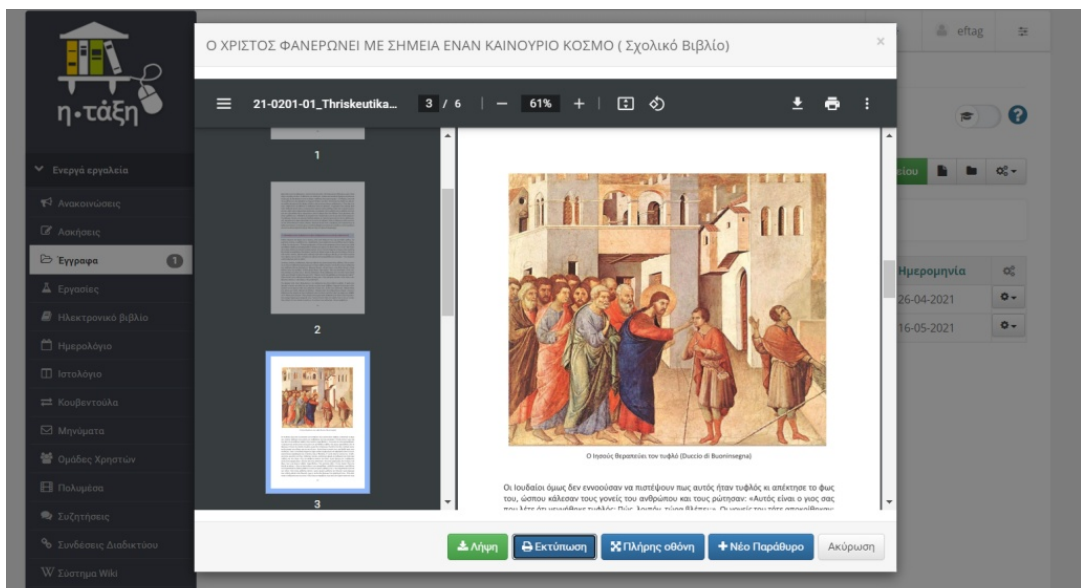 Ο ΧΡΙΣΤΟΣ ΦΑΝΕΡΩΝΕΙ ΜΕ ΣΗΜΕΙΑ ΕΝΑΝ ΚΑΙΝΟΥΡΙΟ ΚΟΣΜΟ ( Σχολικό Βιβλίο)
×
eftag
η•τάξη
21-0201-01_Thriskeutika...
3 / 6
61%
Ενεργά εργαλεία
Ανακοινώσεις
Ασκήσεις
Έγγραφα 1
Εργασίες
Ηλεκτρονικό Βιβλίο
Ημερολόγιο
Ιστολόγιο
Κουβεντούλα
Μηνύματα
Ομάδες Χρηστών
Πολυμέσα
Συζητήσεις
Συνδέσεις Διαδικτύου
Σύστημα Wiki
1
2
3
Ο Ιησούς θεραπεύει τον τυφλό (Duccio di Buoninsegna)
Οι Ιουδαίοι όμως δεν εννοούσαν να πιστέψουν πως αυτός ήταν τυφλός κι απέκτησε το φως
του, ώσπου κάλεσαν τους γονείς του ανθρώπου και τους ρώτησαν: «Αυτός είναι ο γιος σας
Ημερομηνία
26-04-2021
16-05-2021
Λήψη
Εκτύπωση
Πλήρης οθόνη
Νέο Παράθυρο
Ακύρωση